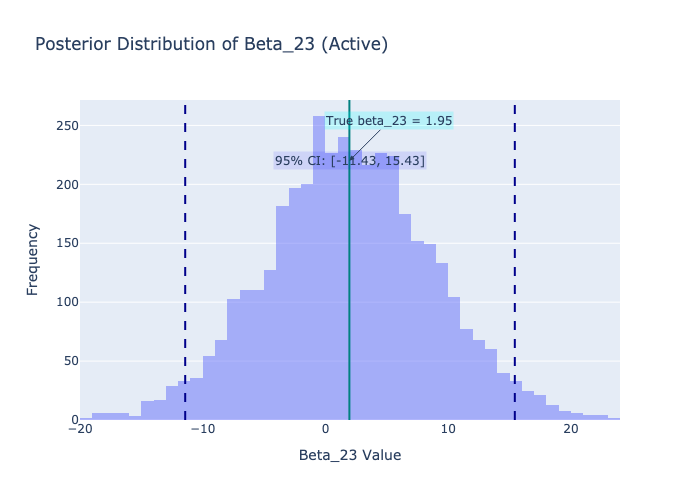 Posterior Distribution of Beta_23 (Active)
True beta_23 = 1.95
95% CI: [-11.43, 15.43]
Frequency
250
200
150
100
50
0
−20
−10
0
10
20
Beta_23 Value